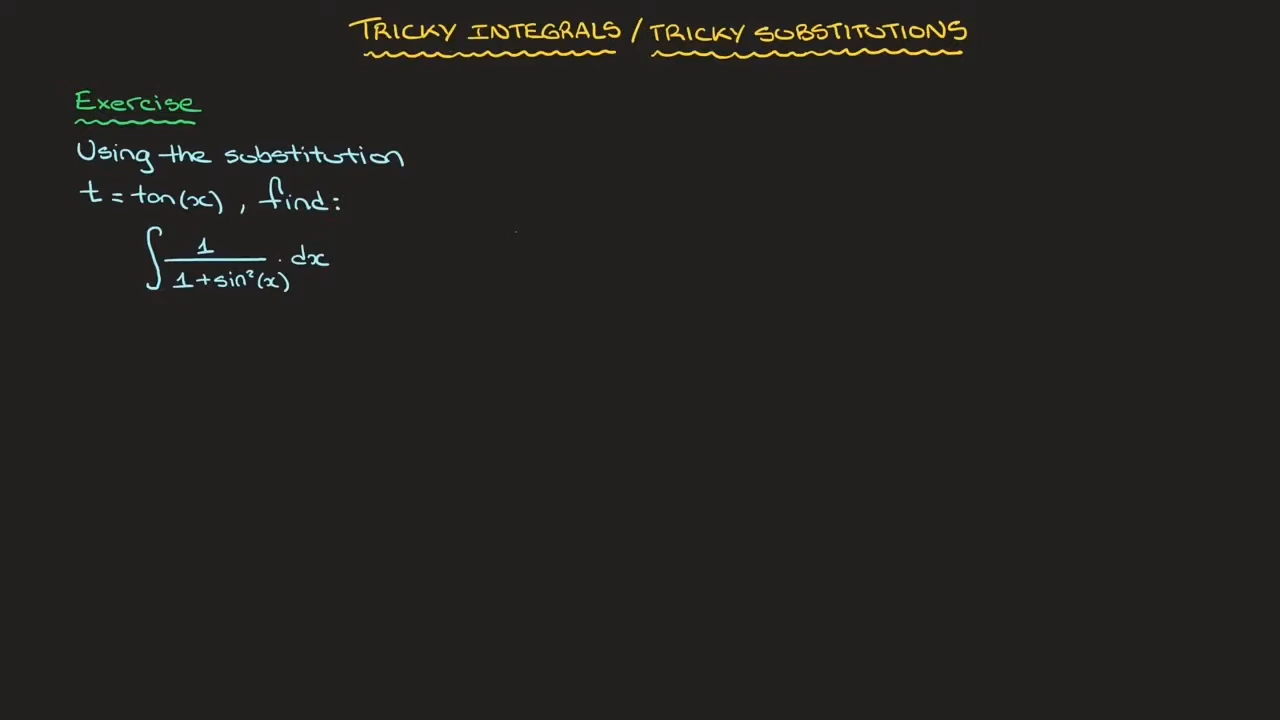 TRICKY INTEGRALS / TRICKY SUBSTITUTIONS
Exercise
Using the substitution
t = tan(x), find:
∫ 1/(1+sin²(x)) · dx